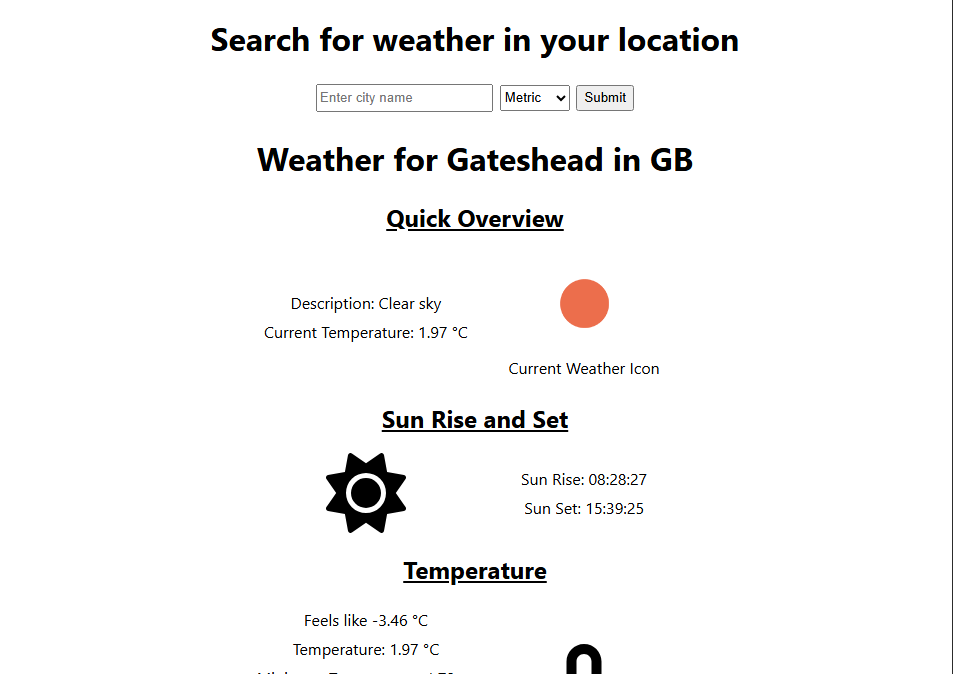 Search for weather in your location
Enter city name Metric Submit
Weather for Gateshead in GB
Quick Overview
Description: Clear sky
Current Temperature: 1.97 °C
Current Weather Icon
Sun Rise and Set
Sun Rise: 08:28:27
Sun Set: 15:39:25
Temperature
Feels like -3.46 °C
Temperature: 1.97 °C